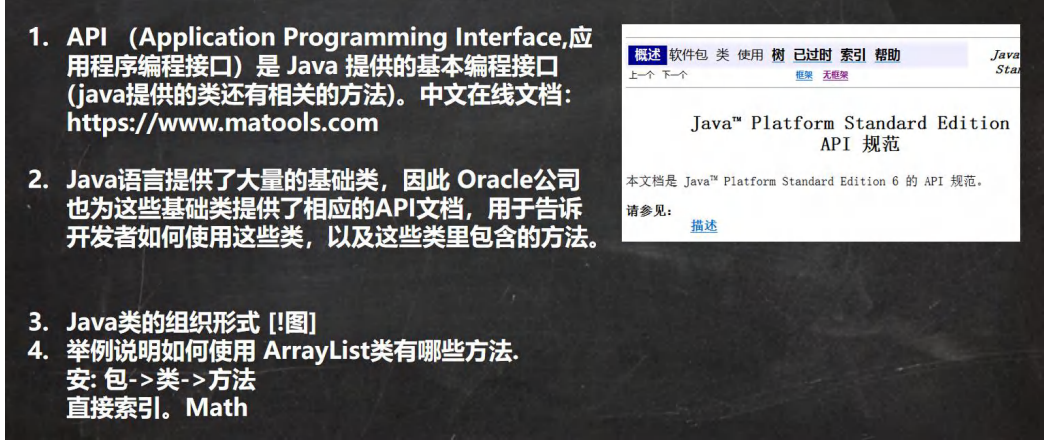 1. API （Application Programming Interface,应
用程序编程接口）是 Java 提供的基本编程接口
(java提供的类还有相关的方法)。中文在线文档：
https://www.matools.com
2. Java语言提供了大量的基础类，因此 Oracle公司
也为这些基础类提供了相应的API文档，用于告诉
开发者如何使用这些类，以及这些类里包含的方法。
3. Java类的组织形式 [!图]
4. 举例说明如何使用 ArrayList类有哪些方法.
安: 包->类->方法
直接索引。Math
概述 软件包 类 使用 树 已过时 索引 帮助
Java
上一个 下一个
框架 无框架
Java™ Platform Standard Edition
API 规范
本文档是 Java™ Platform Standard Edition 6 的 API 规范。
请参见：
描述